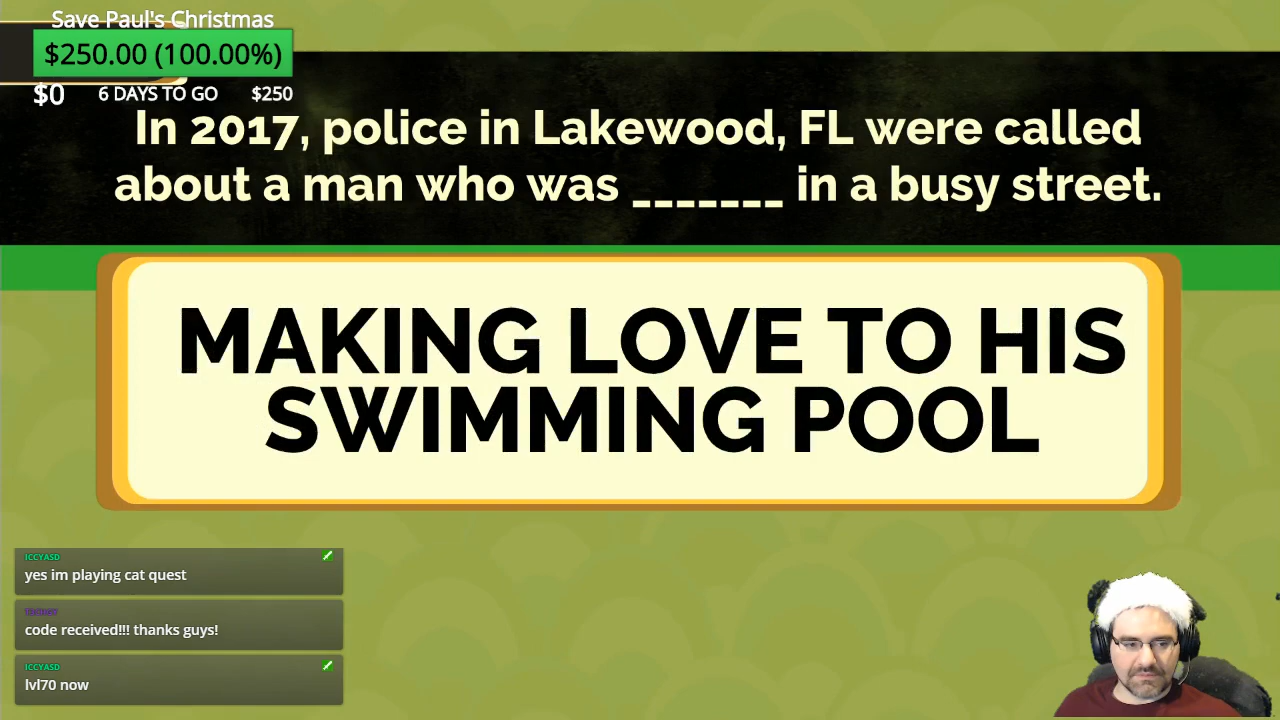 Save Paul's Christmas
$250.00 (100.00%)
$0 6 DAYS TO GO $250
In 2017, police in Lakewood, FL were called
about a man who was _______ in a busy street.
MAKING LOVE TO HIS
SWIMMING POOL
ICCYASD
yes im playing cat quest
code received!!! thanks guys!
ICCYASD
lvl70 now